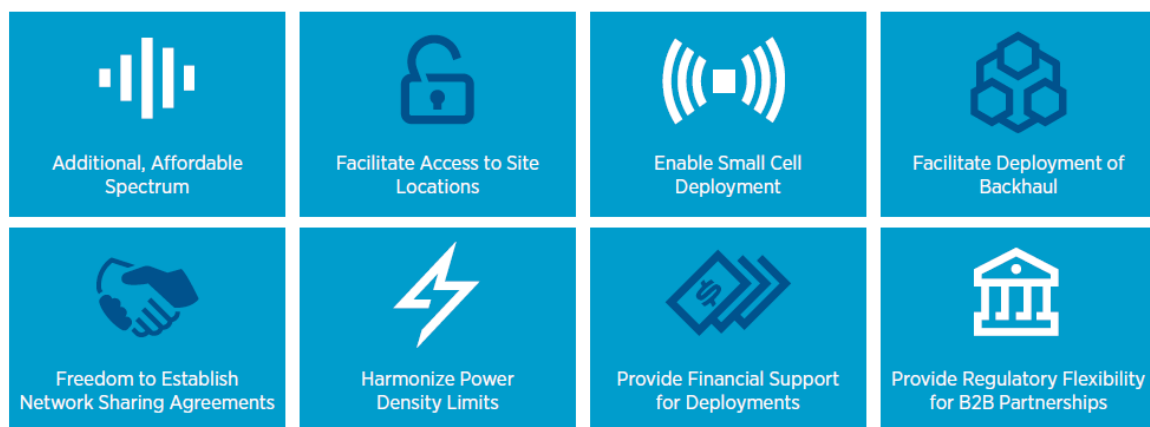 Additional, Affordable
Spectrum
Facilitate Access to Site
Locations
Enable Small Cell
Deployment
Facilitate Deployment of
Backhaul
Freedom to Establish
Network Sharing Agreements
Harmonize Power
Density Limits
Provide Financial Support
for Deployments
Provide Regulatory Flexibility
for B2B Partnerships